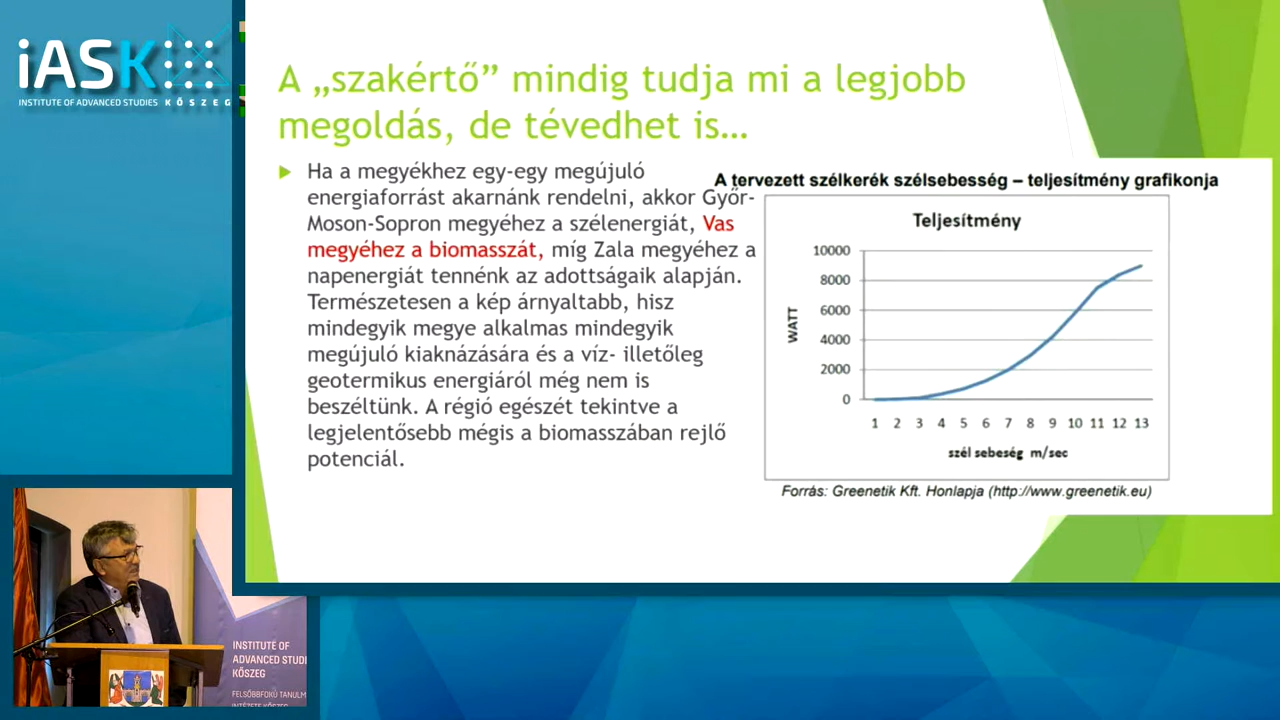 iASK
INSTITUTE OF ADVANCED STUDIES KŐSZEG
A „szakértő” mindig tudja mi a legjobb
megoldás, de tévedhet is…
Ha a megyékhez egy-egy megújuló
energiaforrást akarnánk rendelni, akkor Győr-
Moson-Sopron megyéhez a szélenergiát, Vas
megyéhez a biomasszát, míg Zala megyéhez a
napenergiát tennénk az adottságaik alapján.
Természetesen a kép árnyaltabb, hisz
mindegyik megye alkalmas mindegyik
megújuló kiaknázására és a víz- illetőleg
geotermikus energiáról még nem is
beszéltünk. A régió egészét tekintve a
legjelentősebb mégis a biomasszában rejlő
potenciál.
A tervezett szélkerék szélsebesség – teljesítmény grafikonja
Teljesítmény
WATT
10000
8000
6000
4000
2000
0
1 2 3 4 5 6 7 8 9 10 11 12 13
szél sebeség m/sec
Forrás: Greenetik Kft. Honlapja (http://www.greenetik.eu)
INSTITUTE OF
ADVANCED STUDI
KŐSZEG
FELSŐBBFOKÚ TANULM
INTÉZETE KŐSZEG